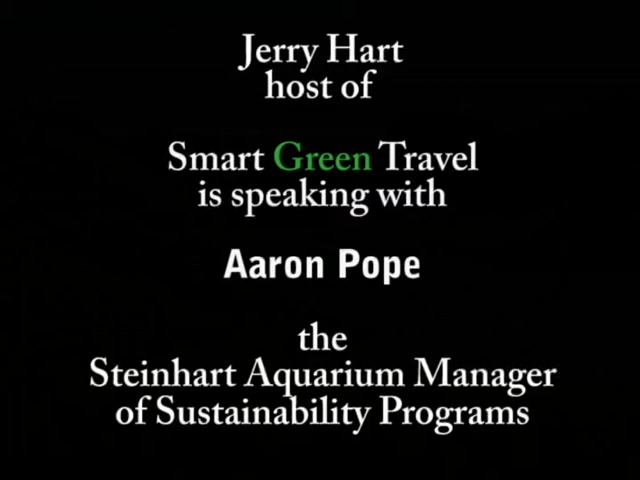 Jerry Hart
host of
Smart Green Travel
is speaking with
Aaron Pope
the
Steinhart Aquarium Manager
of Sustainability Programs